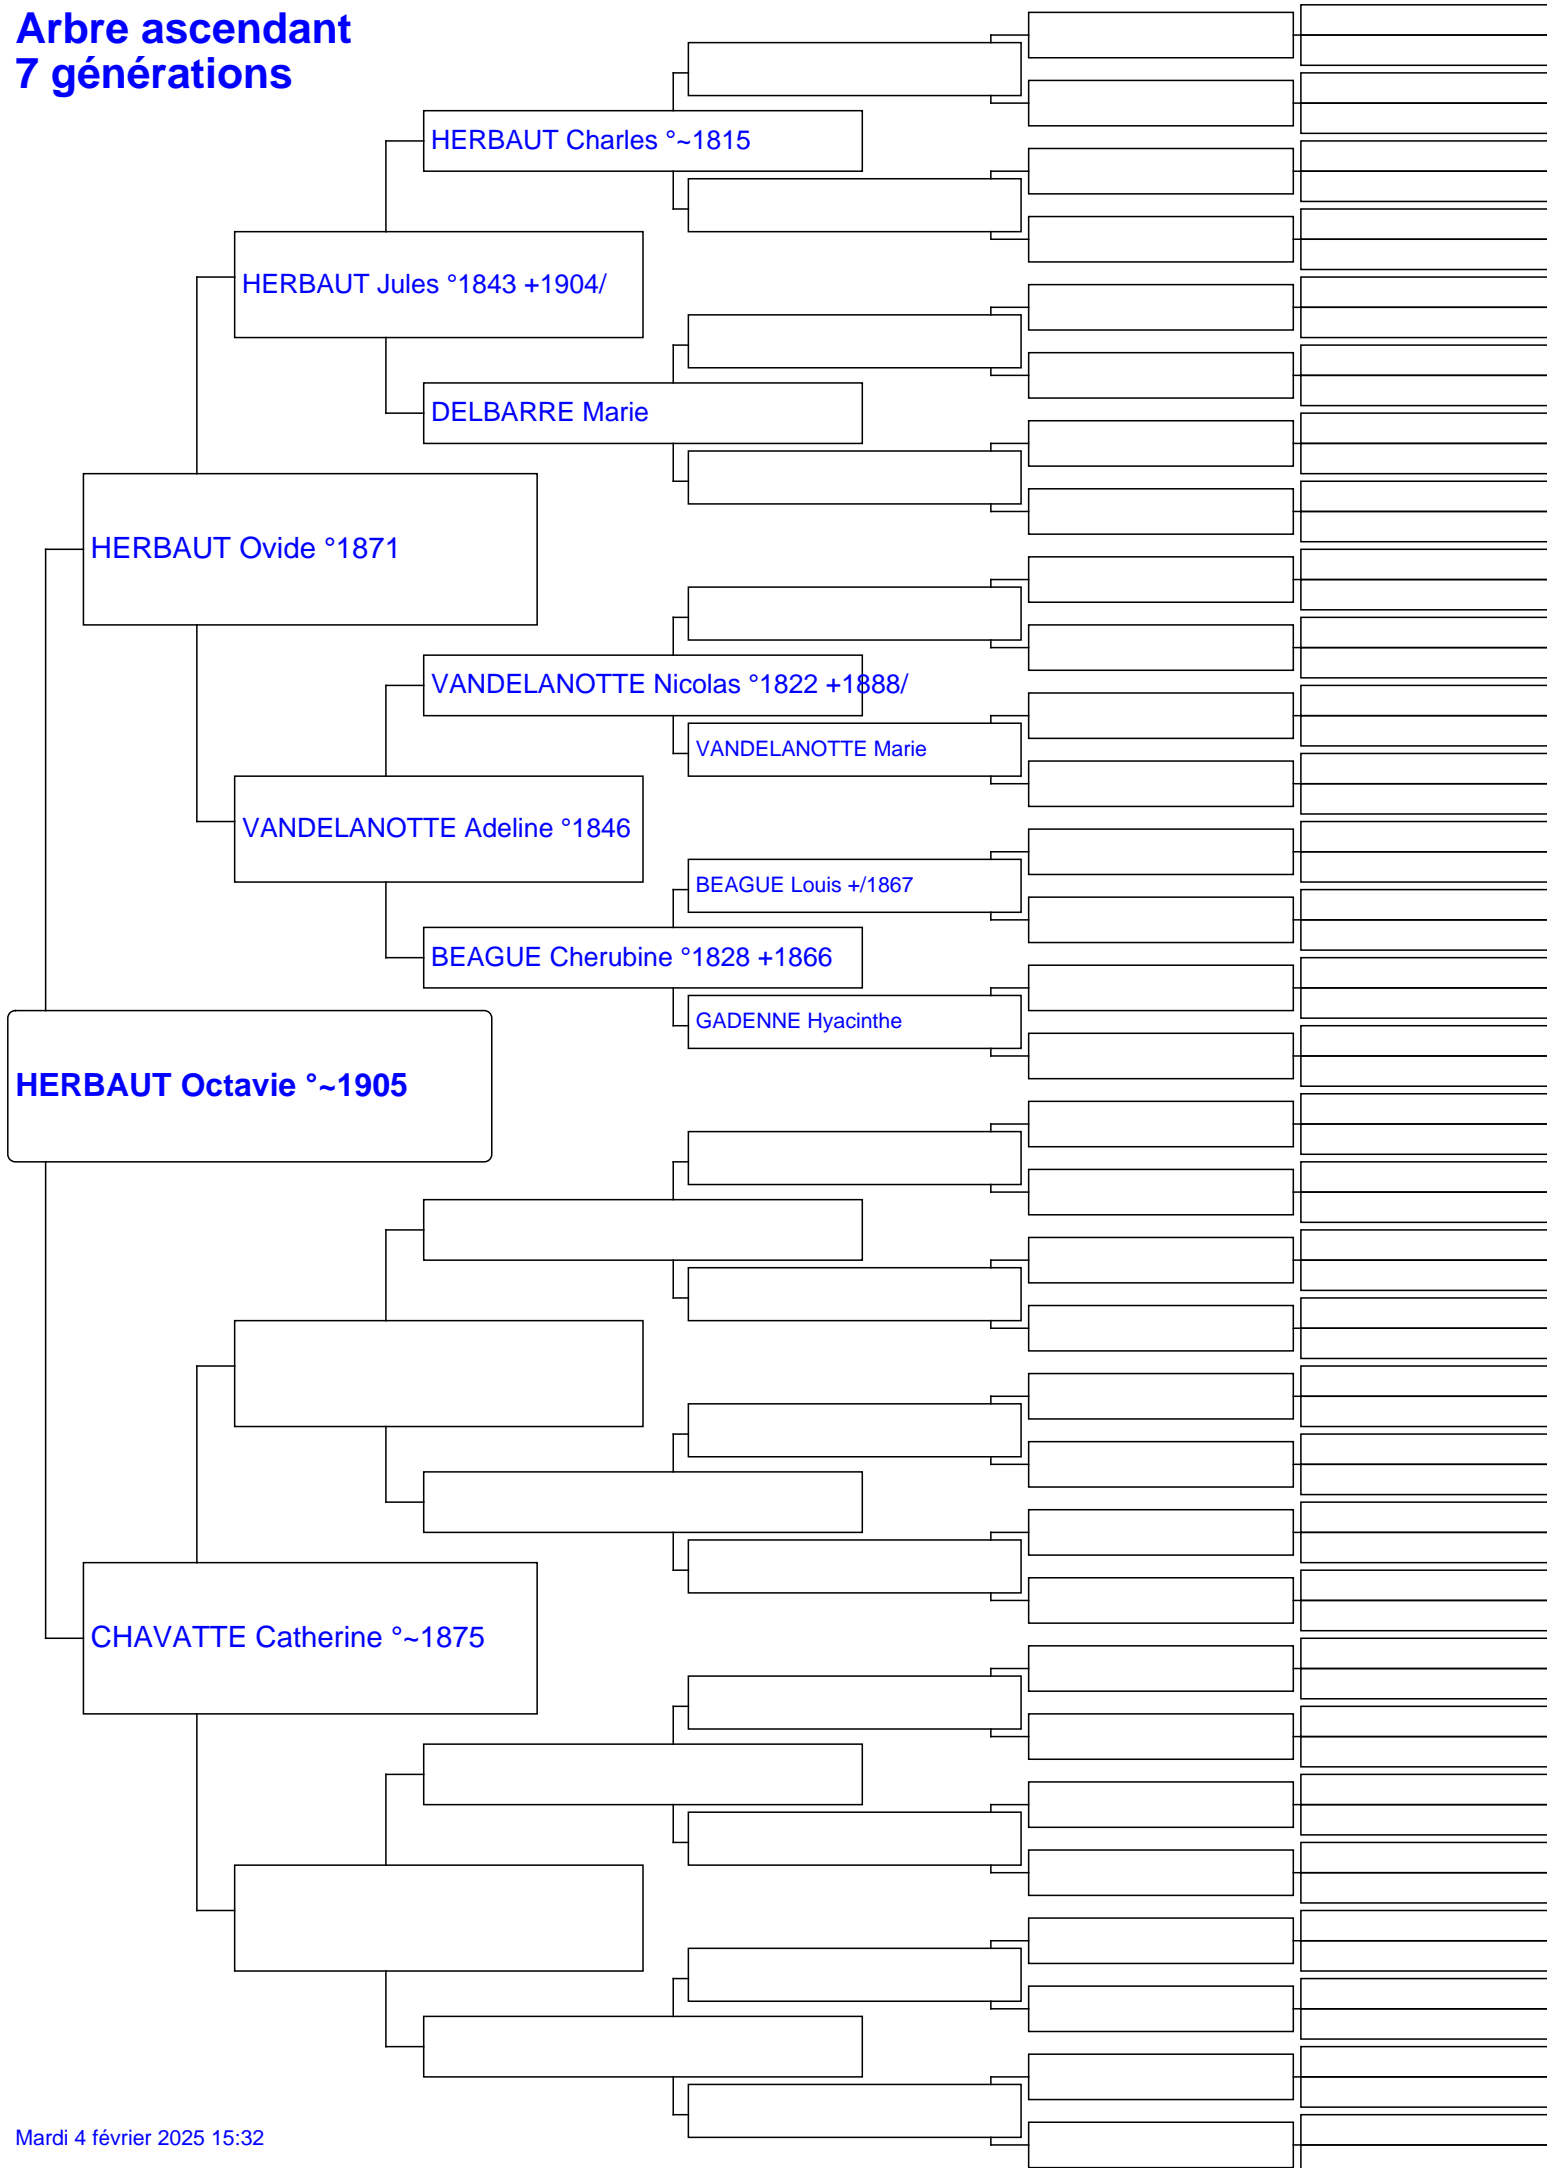 Arbre ascendant
7 générations
HERBAUT Charles °~1815
HERBAUT Jules °1843 +1904/
DELBARRE Marie
HERBAUT Ovide °1871
VANDELANOTTE Nicolas °1822 +1888/
VANDELANOTTE Marie
VANDELANOTTE Adeline °1846
BEAGUE Louis +/1867
BEAGUE Cherubine °1828 +1866
GADENNE Hyacinthe
HERBAUT Octavie °~1905
CHAVATTE Catherine °~1875
Mardi 4 février 2025 15:32